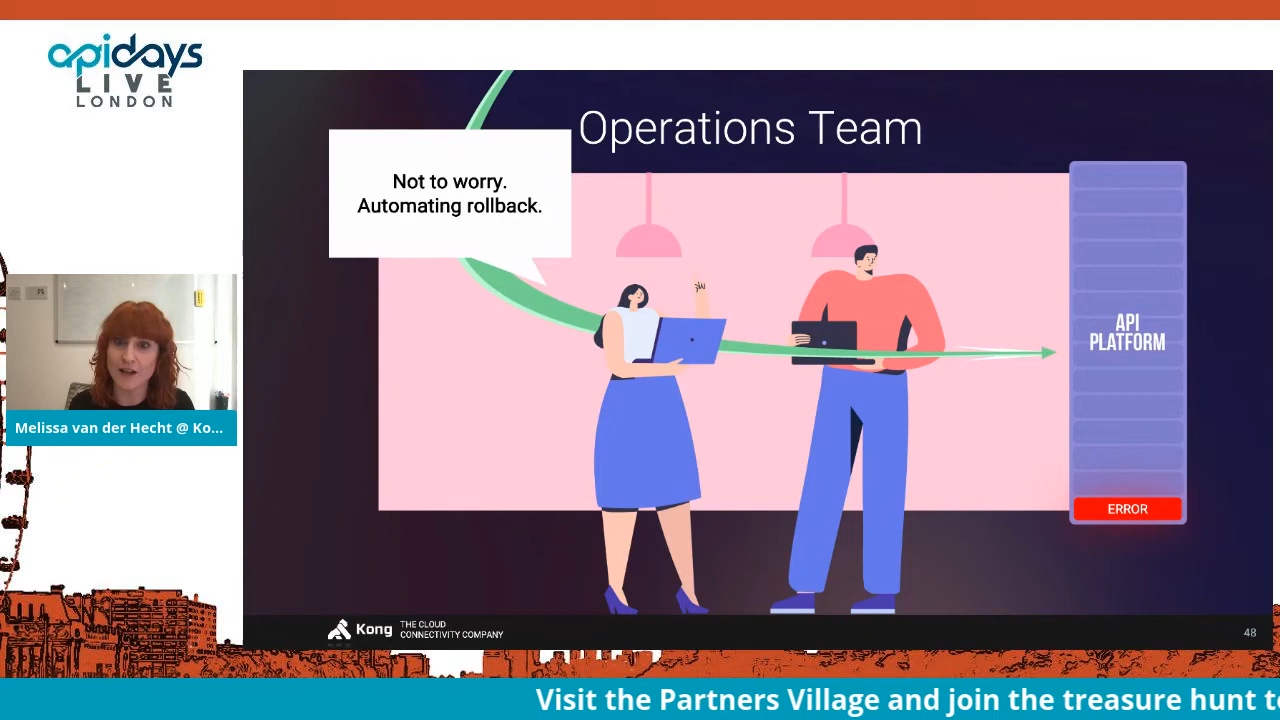 apidays
LIVE
LONDON
Operations Team
Not to worry.
Automating rollback.
API
PLATFORM
ERROR
Melissa van der Hecht @ Ko...
Kong
THE CLOUD
CONNECTIVITY COMPANY
48
Visit the Partners Village and join the treasure hunt